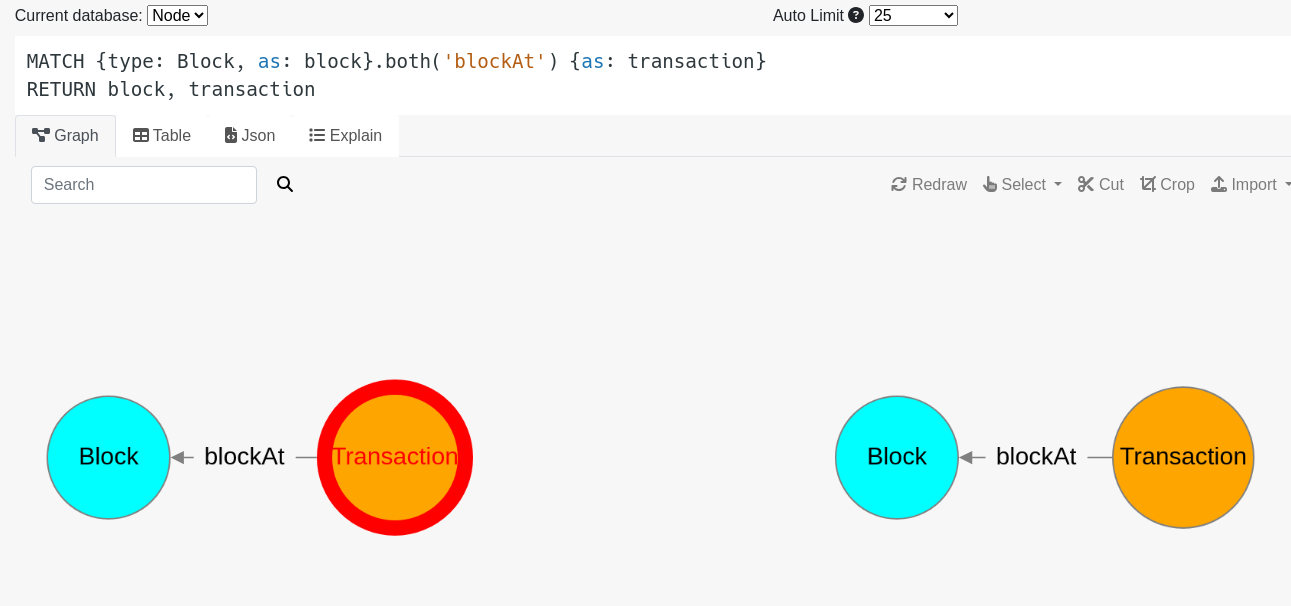 Current database: Node
Auto Limit ? 25
MATCH {type: Block, as: block}.both('blockAt') {as: transaction}
RETURN block, transaction
Graph Table Json Explain
Search
Redraw Select Cut Crop Import
Block blockAt Transaction Block blockAt Transaction